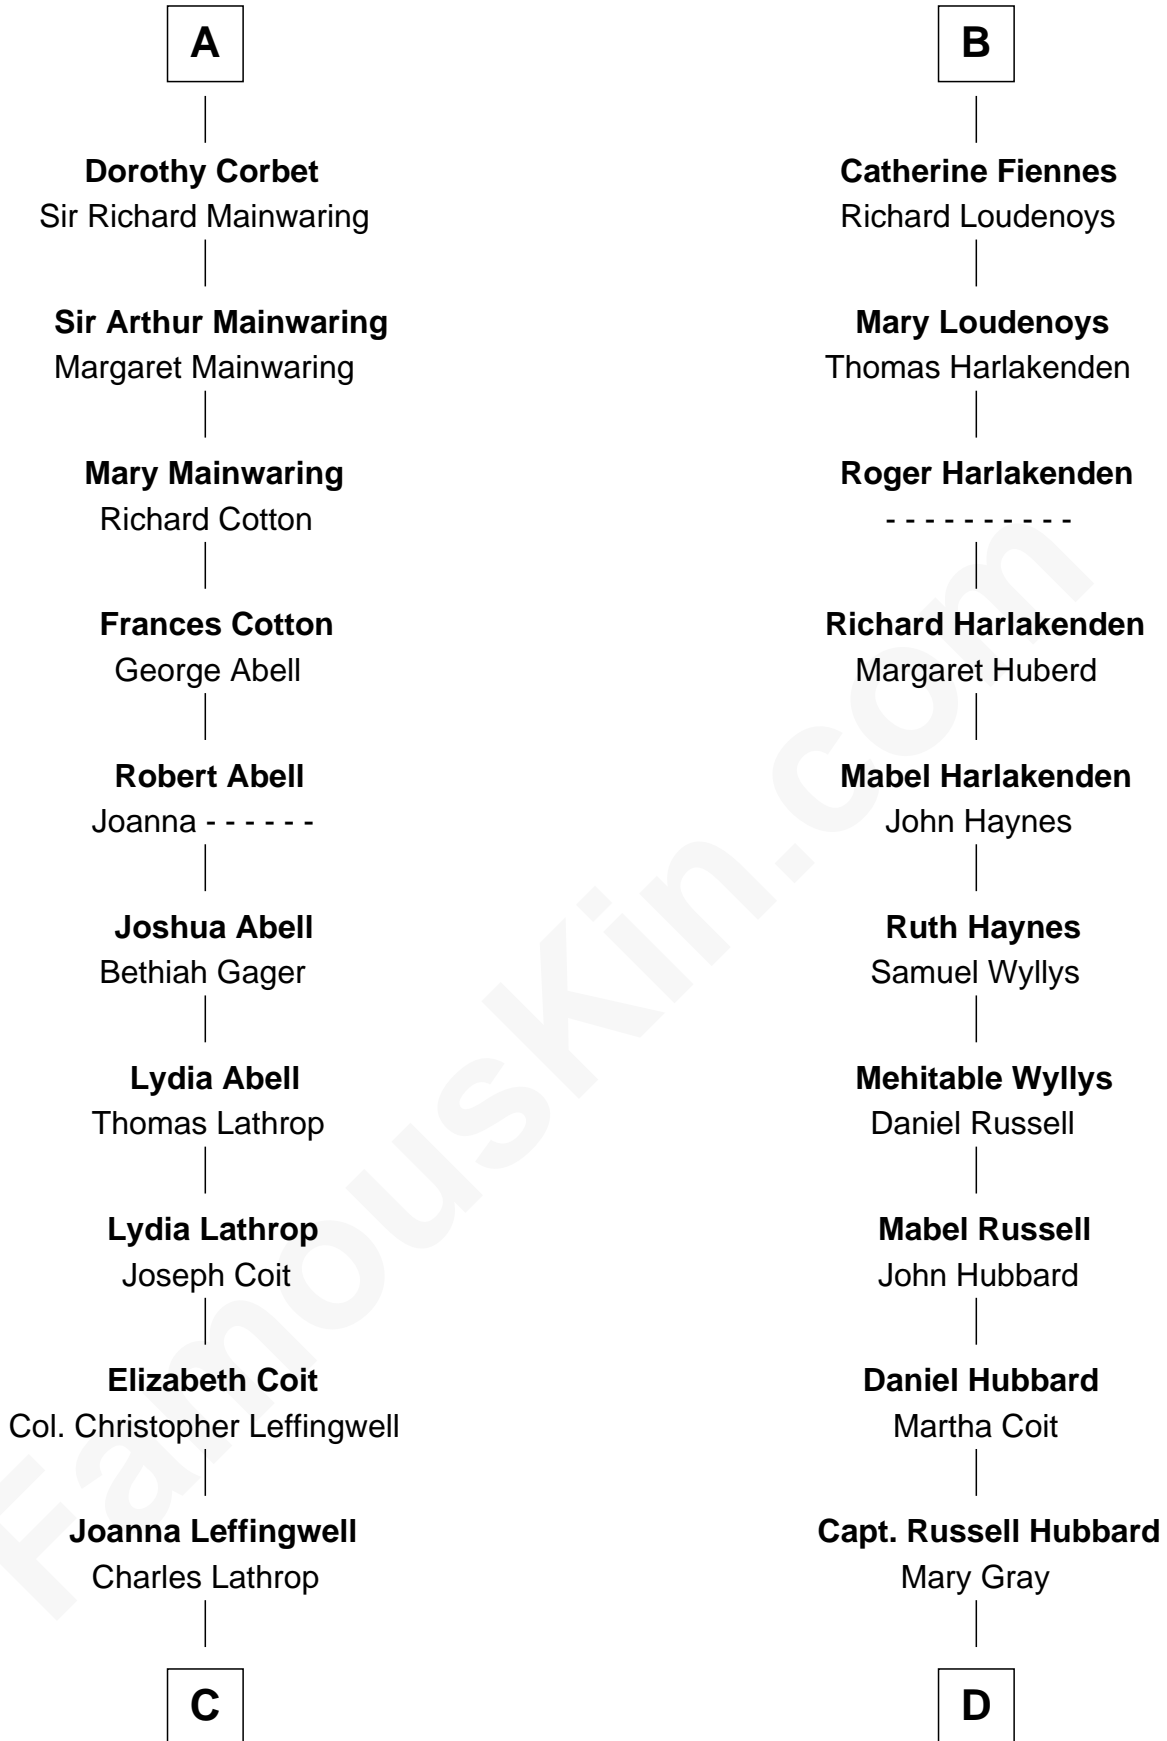 A
Dorothy Corbet
Sir Richard Mainwaring
Sir Arthur Mainwaring
Margaret Mainwaring
Mary Mainwaring
Richard Cotton
Frances Cotton
George Abell
Robert Abell
Joanna - - - - - -
Joshua Abell
Bethiah Gager
Lydia Abell
Thomas Lathrop
Lydia Lathrop
Joseph Coit
Elizabeth Coit
Col. Christopher Leffingwell
Joanna Leffingwell
Charles Lathrop
C
B
Catherine Fiennes
Richard Loudenoys
Mary Loudenoys
Thomas Harlakenden
Roger Harlakenden
- - - - - - - - - -
Richard Harlakenden
Margaret Huberd
Mabel Harlakenden
John Haynes
Ruth Haynes
Samuel Wyllys
Mehitable Wyllys
Daniel Russell
Mabel Russell
John Hubbard
Daniel Hubbard
Martha Coit
Capt. Russell Hubbard
Mary Gray
D
FamousKin.com